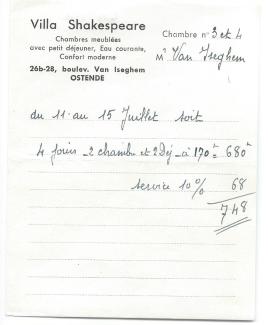 Villa Shakespeare
Chambres meublées
avec petit déjeuner, Eau courante,
Confort moderne
26b-28, boulev. Van Iseghem
OSTENDE
Chambre n° 3 et 4
Mr Van Iseghem
du 11 au 15 Juillet soit
4 jours - 2 chambre et 2 Déj - à 170 = 680
service 10% 68
748